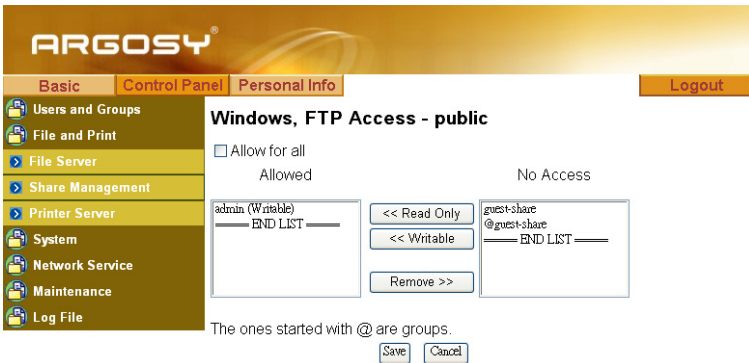 ARGOSY®
Basic Control Panel Personal Info Logout
Users and Groups
File and Print
File Server
Share Management
Printer Server
System
Network Service
Maintenance
Log File
Windows, FTP Access - public
Allow for all
Allowed
No Access
admin (Writable)
END LIST
<< Read Only
<< Writable
Remove >>
guest-share
@guest-share
END LIST
The ones started with @ are groups.
Save Cancel